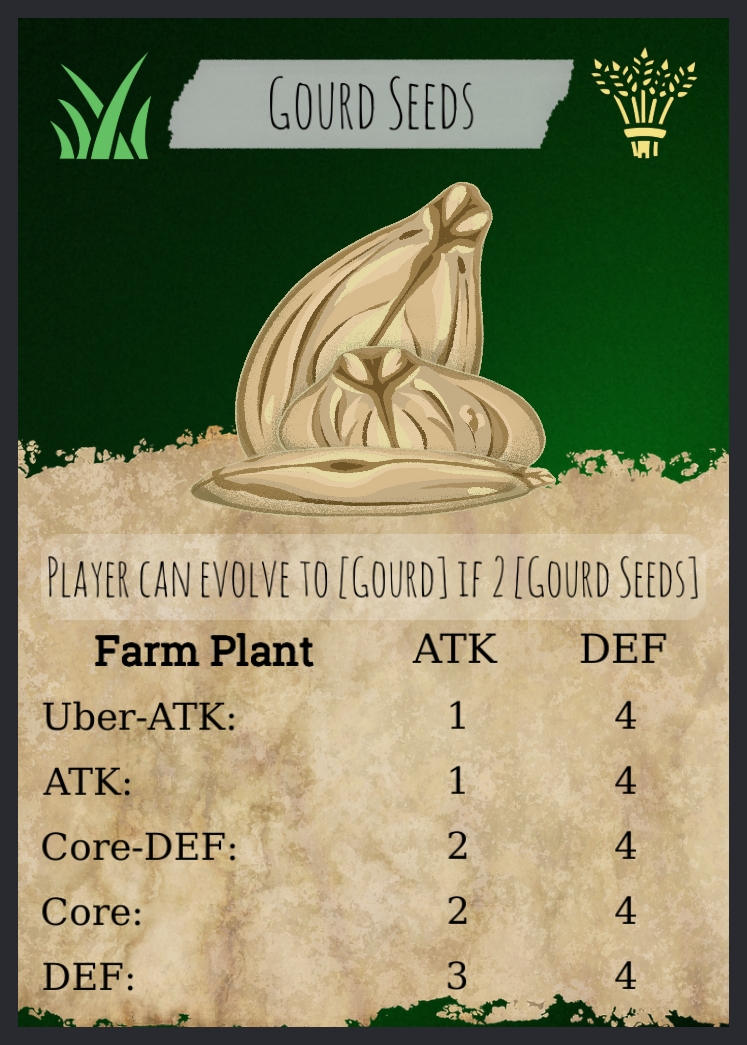 Gourd Seeds
Player can evolve to [Gourd] if 2 [Gourd Seeds]
Farm Plant ATK DEF
Uber-ATK: 1 4
ATK: 1 4
Core-DEF: 2 4
Core: 2 4
DEF: 3 4